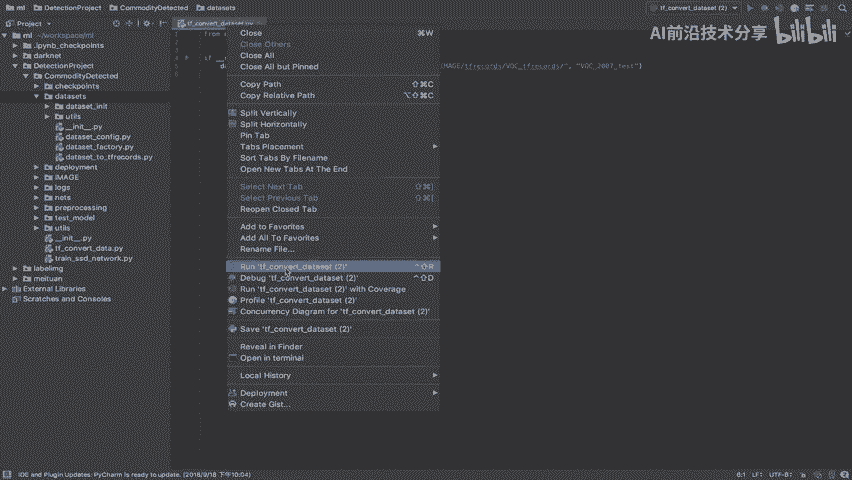 ml DetectionProject CommodityDetected datasets
tf_convert_dataset (2)
AI前沿技术分享 bilibili
Project
ml ~/workspace/ml
.ipynb_checkpoints
darknet
DetectionProject
CommodityDetected
checkpoints
datasets
dataset_init
utils
__init__.py
dataset_config.py
dataset_factory.py
dataset_to_tfrecords.py
deployment
IMAGE
logs
nets
preprocessing
test_model
utils
__init__.py
tf_convert_data.py
train_ssd_network.py
labelimg
meituan
External Libraries
Scratches and Consoles
IMAGE/tfrecords/VOC_tfrecords/", "VOC_2007_test")
Close ⌘W
Close Others
Close All
Close All but Pinned
Copy Path ⇧⌘C
Copy Relative Path ⌥⇧⌘C
Split Vertically
Split Horizontally
Pin Tab
Tabs Placement
Sort Tabs By Filename
Open New Tabs At The End
Select Next Tab ⇧⌘]
Select Previous Tab ⇧⌘[
Reopen Closed Tab
Add to Favorites
Add All To Favorites
Rename File...
Run 'tf_convert_dataset (2)' ⌃⇧R
Debug 'tf_convert_dataset (2)' ⌃⇧D
Run 'tf_convert_dataset (2)' with Coverage
Profile 'tf_convert_dataset (2)'
Concurrency Diagram for 'tf_convert_dataset (2)'
Save 'tf_convert_dataset (2)'
Reveal in Finder
Open in terminal
Local History
Deployment
Create Gist...
IDE and Plugin Updates: PyCharm is ready to update. (2018/9/18 下午10:04) 6:1 LF: UTF-8: